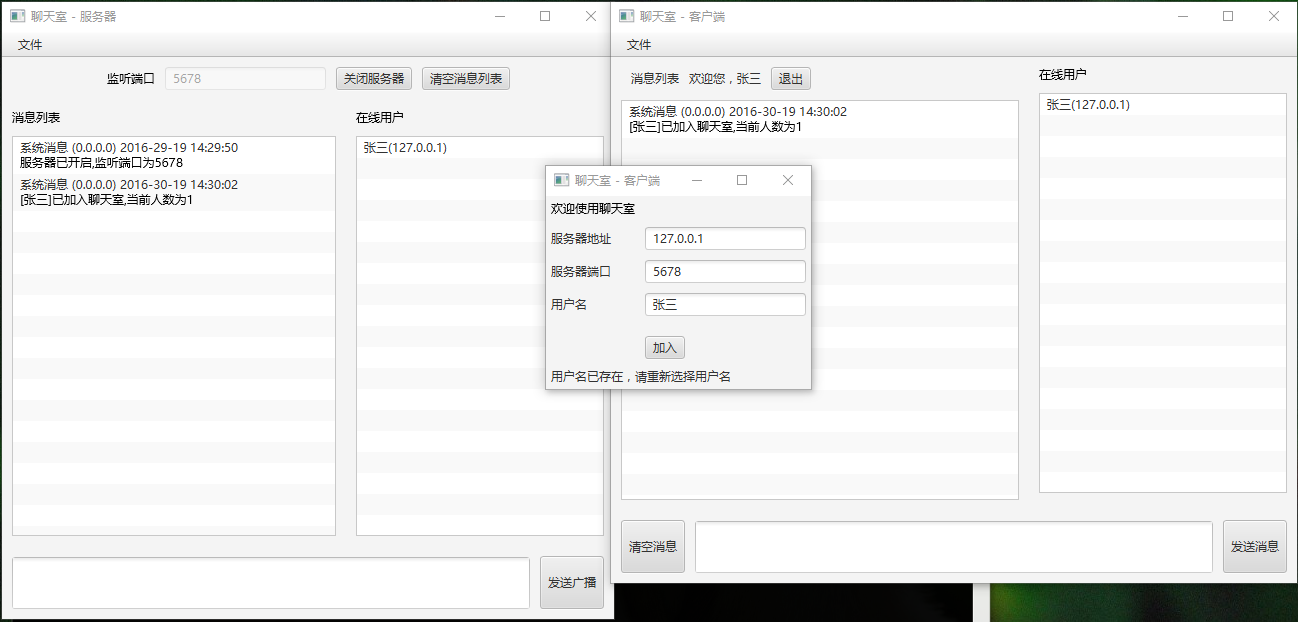 聊天室 - 服务器
文件
监听端口
5678
关闭服务器
清空消息列表
消息列表
在线用户
系统消息 (0.0.0.0) 2016-29-19 14:29:50
服务器已开启,监听端口为5678
系统消息 (0.0.0.0) 2016-30-19 14:30:02
[张三]已加入聊天室,当前人数为1
张三(127.0.0.1)
发送广播
聊天室 - 客户端
文件
消息列表 欢迎您，张三
退出
在线用户
系统消息 (0.0.0.0) 2016-30-19 14:30:02
[张三]已加入聊天室,当前人数为1
张三(127.0.0.1)
清空消息
发送消息
聊天室 - 客户端
欢迎使用聊天室
服务器地址
127.0.0.1
服务器端口
5678
用户名
张三
加入
用户名已存在，请重新选择用户名